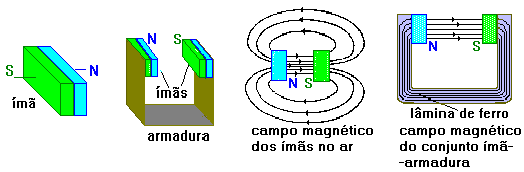 S
N
ímã
N
S
ímãs
armadura
N
S
campo magnético
dos ímãs no ar
N
S
lâmina de ferro
campo magnético
do conjunto ímã-
-armadura